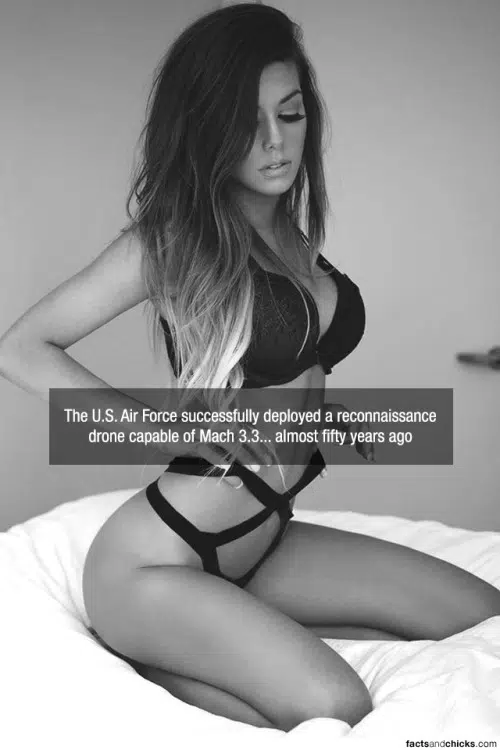 The U.S. Air Force successfully deployed a reconnaissance
drone capable of Mach 3.3... almost fifty years ago
factsandchicks.com